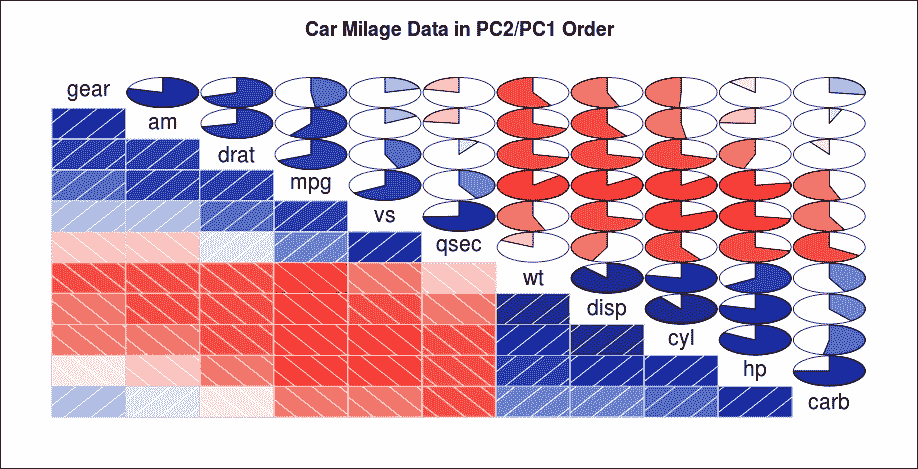 Car Milage Data in PC2/PC1 Order
gear
am
drat
mpg
vs
qsec
wt
disp
cyl
hp
carb